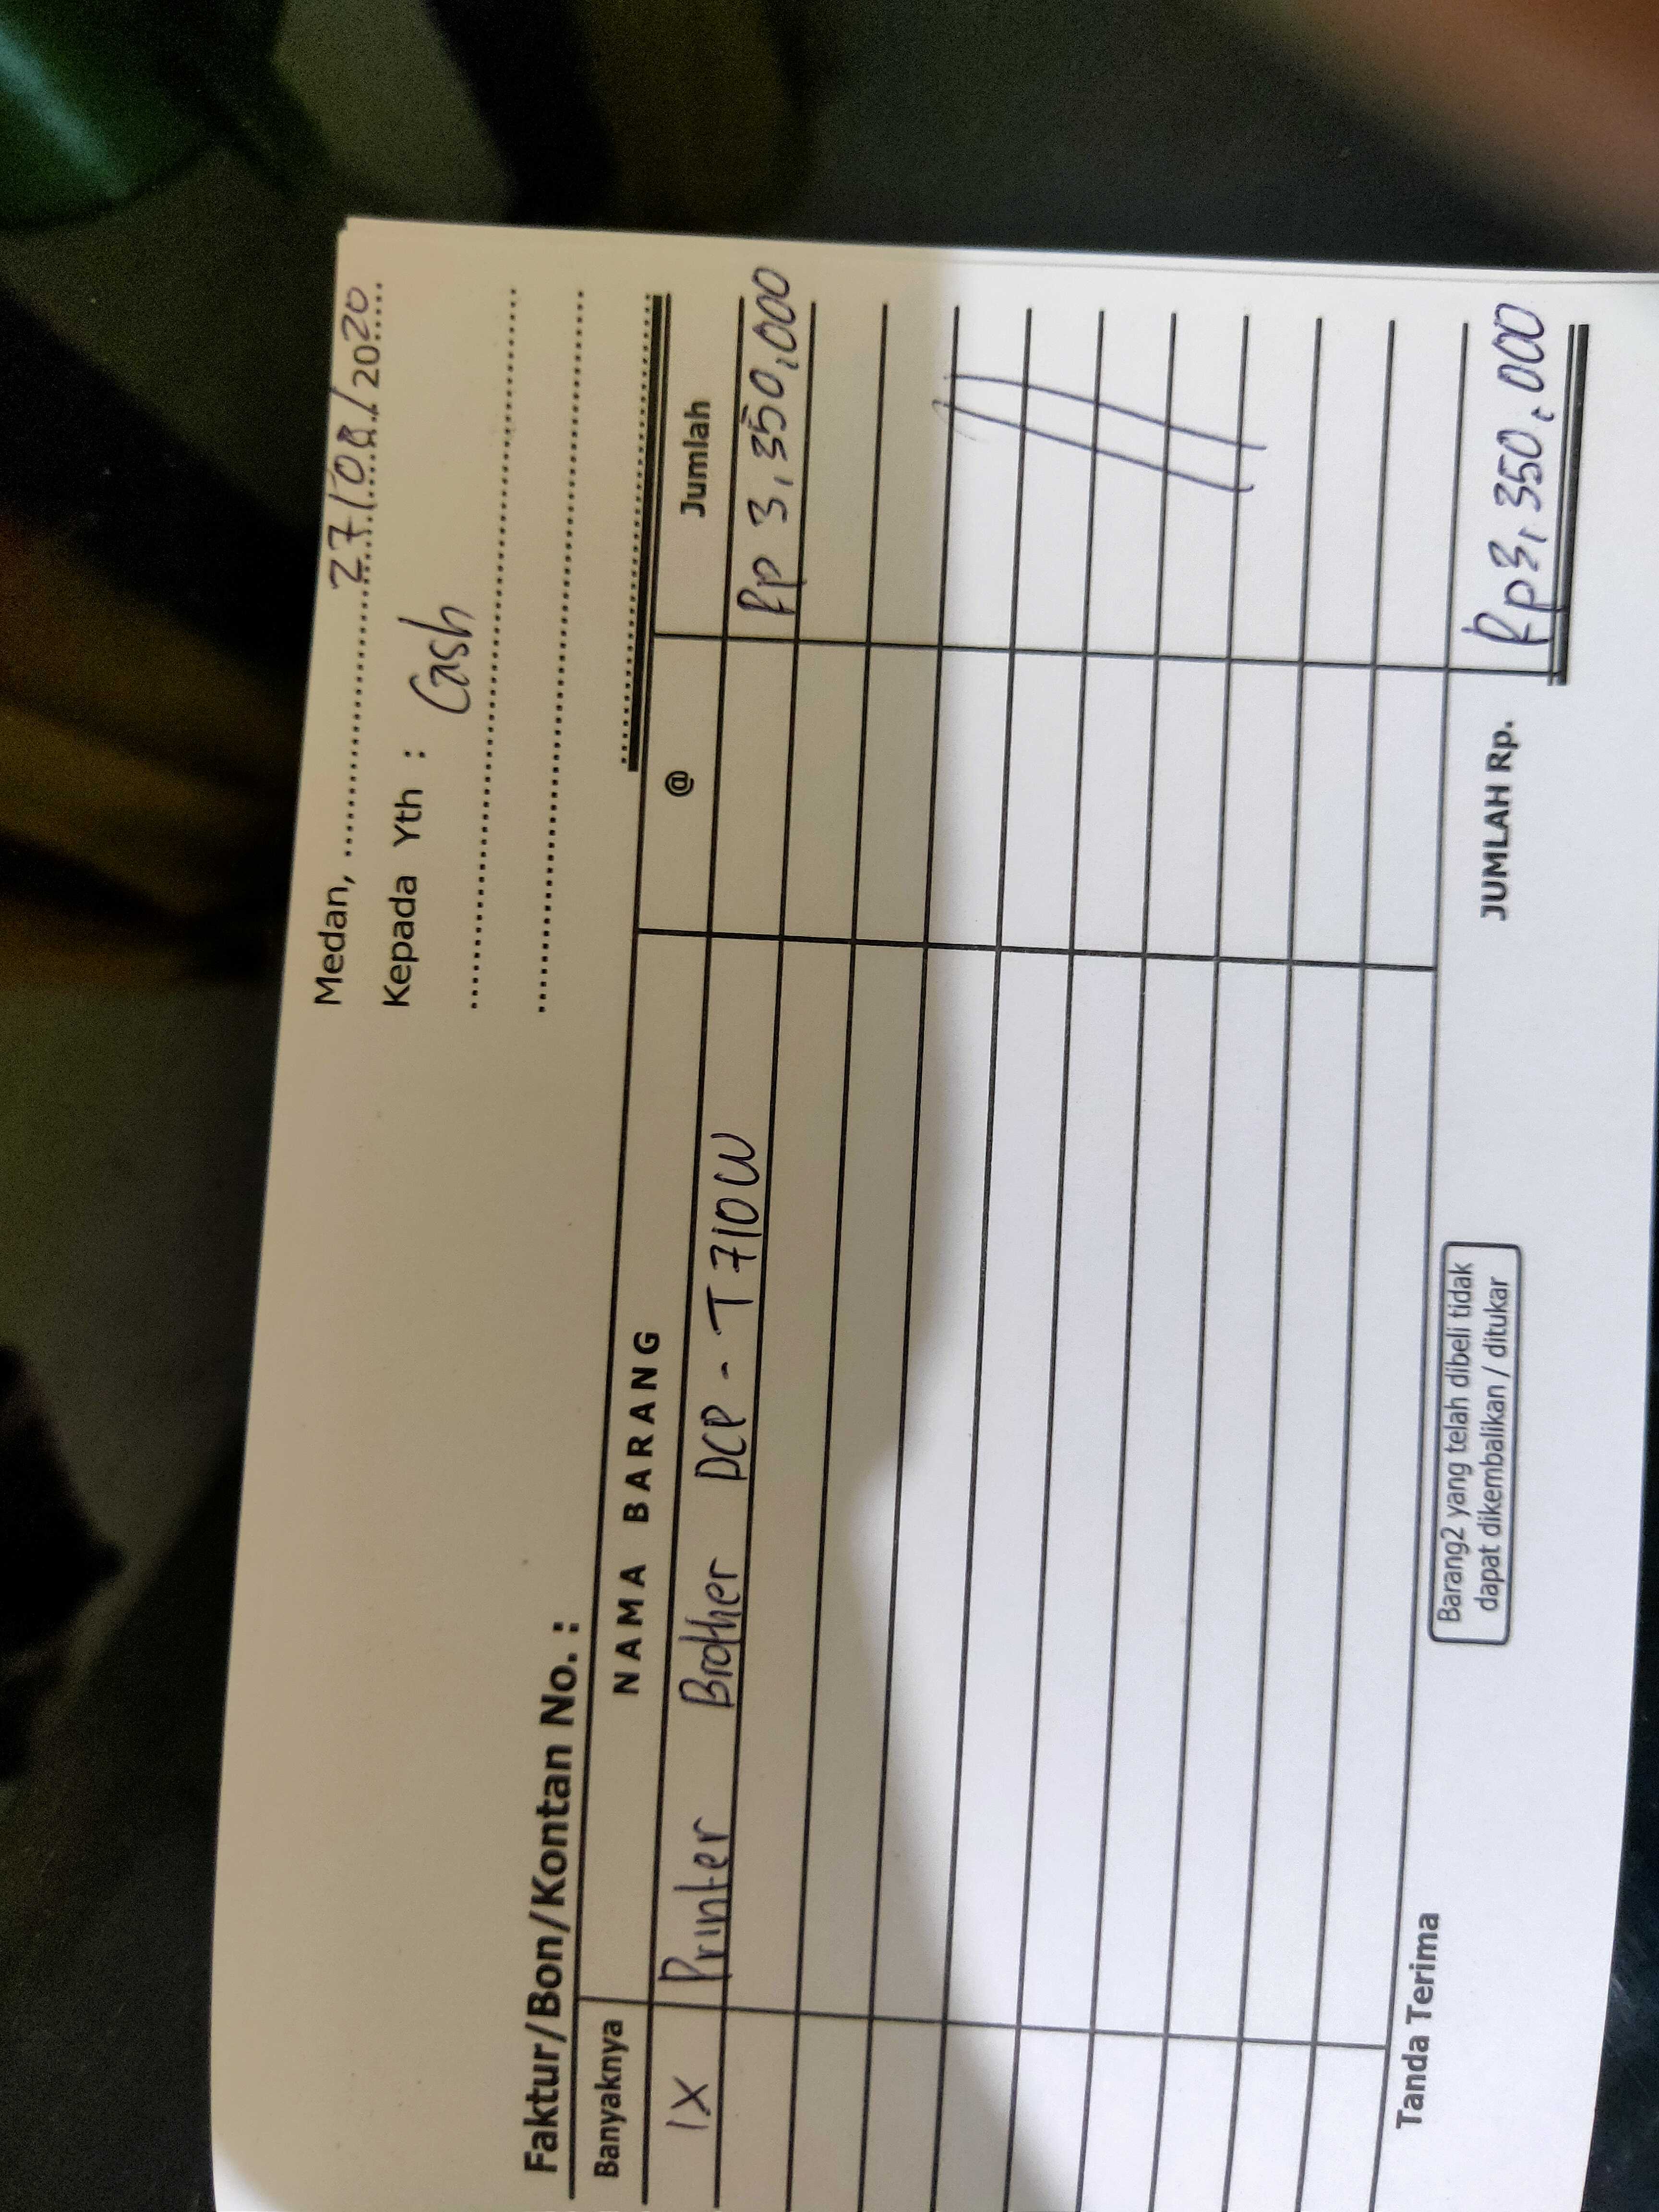 Medan, 27/08/2020
Kepada Yth : Cash
Faktur/Bon/Kontan No. :
Banyaknya NAMA BARANG @ Jumlah
1X Printer Brother DCP - T710W Rp 3,350,000
Tanda Terima
Barang2 yang telah dibeli tidak
dapat dikembalikan / ditukar
JUMLAH Rp. Rp 3,350,000